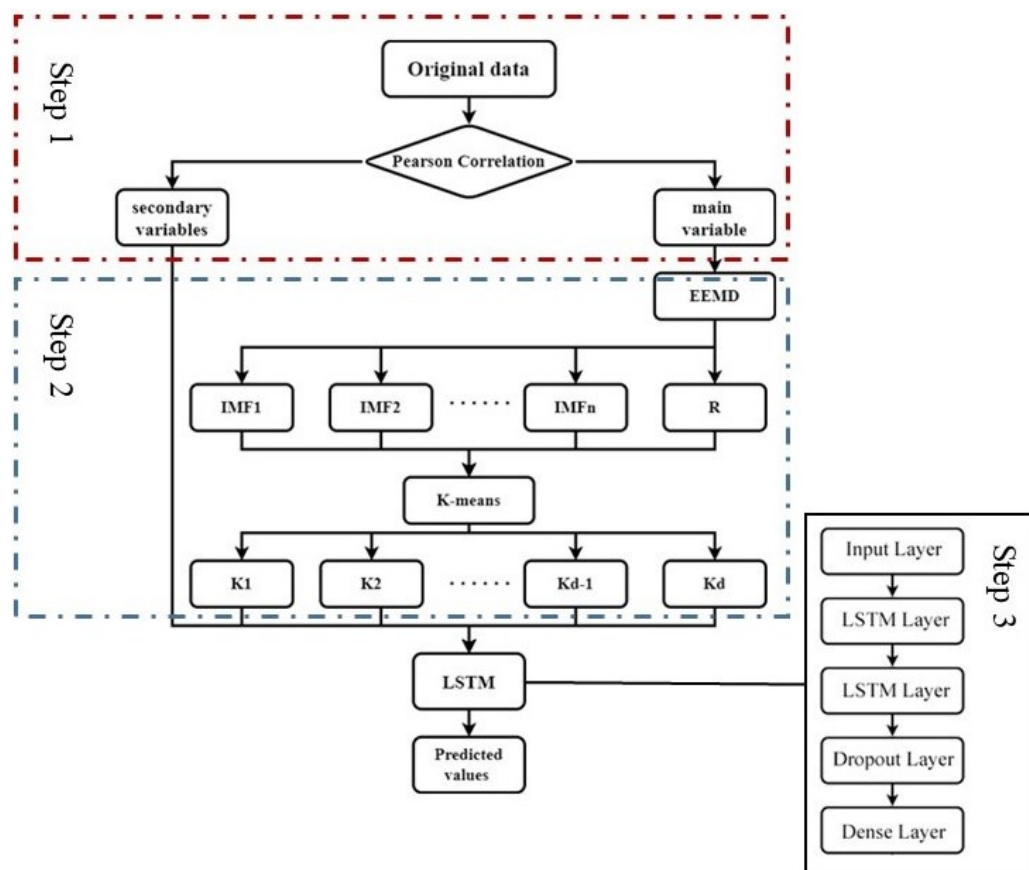 Step 1
Original data
Pearson Correlation
secondary
variables
main
variable
Step 2
EEMD
IMF1
IMF2
······
IMFn
R
K-means
K1
K2
······
Kd-1
Kd
LSTM
Predicted
values
Step 3
Input Layer
LSTM Layer
LSTM Layer
Dropout Layer
Dense Layer